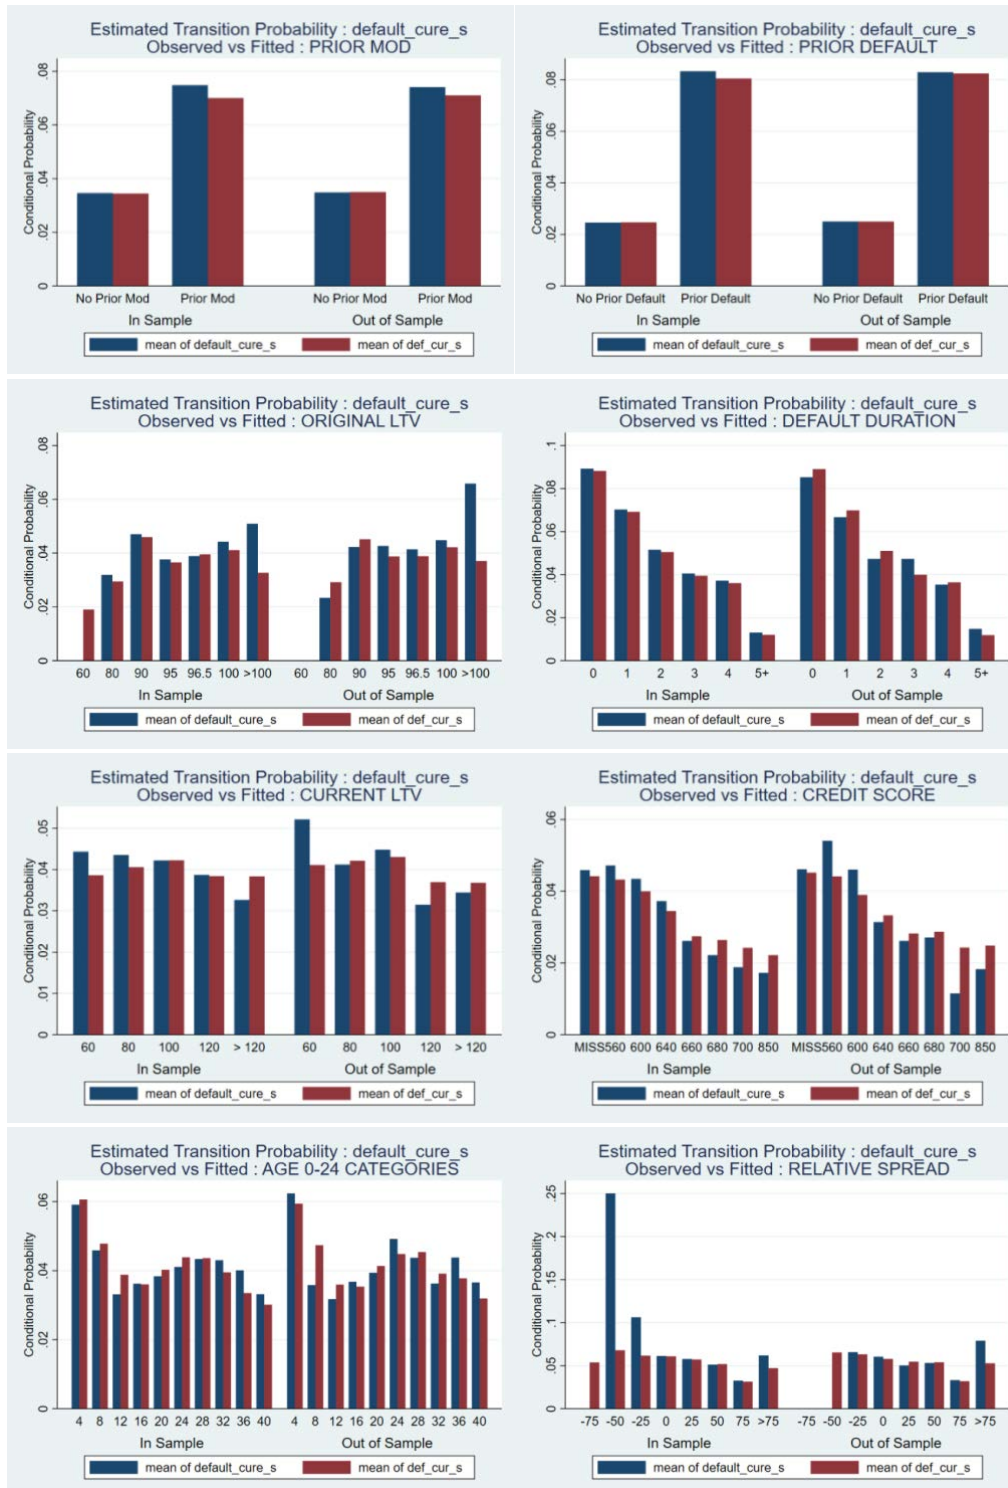 Estimated Transition Probability : default_cure_s
Observed vs Fitted : PRIOR MOD
Conditional Probability
0 .02 .04 .06 .08
No Prior Mod Prior Mod No Prior Mod Prior Mod
In Sample Out of Sample
mean of default_cure_s mean of def_cur_s
Estimated Transition Probability : default_cure_s
Observed vs Fitted : PRIOR DEFAULT
Conditional Probability
0 .02 .04 .06 .08
No Prior Default Prior Default No Prior Default Prior Default
In Sample Out of Sample
mean of default_cure_s mean of def_cur_s
Estimated Transition Probability : default_cure_s
Observed vs Fitted : ORIGINAL LTV
Conditional Probability
0 .02 .04 .06 .08
60 80 90 95 96.5 100 >100 60 80 90 95 96.5 100 >100
In Sample Out of Sample
mean of default_cure_s mean of def_cur_s
Estimated Transition Probability : default_cure_s
Observed vs Fitted : DEFAULT DURATION
Conditional Probability
0 .02 .04 .06 .08 .1
0 1 2 3 4 5+ 0 1 2 3 4 5+
In Sample Out of Sample
mean of default_cure_s mean of def_cur_s
Estimated Transition Probability : default_cure_s
Observed vs Fitted : CURRENT LTV
Conditional Probability
0 .01 .02 .03 .04 .05
60 80 100 120 > 120 60 80 100 120 > 120
In Sample Out of Sample
mean of default_cure_s mean of def_cur_s
Estimated Transition Probability : default_cure_s
Observed vs Fitted : CREDIT SCORE
Conditional Probability
0 .02 .04 .06
MISS560 600 640 660 680 700 850 MISS560 600 640 660 680 700 850
In Sample Out of Sample
mean of default_cure_s mean of def_cur_s
Estimated Transition Probability : default_cure_s
Observed vs Fitted : AGE 0-24 CATEGORIES
Conditional Probability
0 .02 .04 .06
4 8 12 16 20 24 28 32 36 40 4 8 12 16 20 24 28 32 36 40
In Sample Out of Sample
mean of default_cure_s mean of def_cur_s
Estimated Transition Probability : default_cure_s
Observed vs Fitted : RELATIVE SPREAD
Conditional Probability
0 .05 .1 .15 .2 .25
-75 -50 -25 0 25 50 75 >75 -75 -50 -25 0 25 50 75 >75
In Sample Out of Sample
mean of default_cure_s mean of def_cur_s